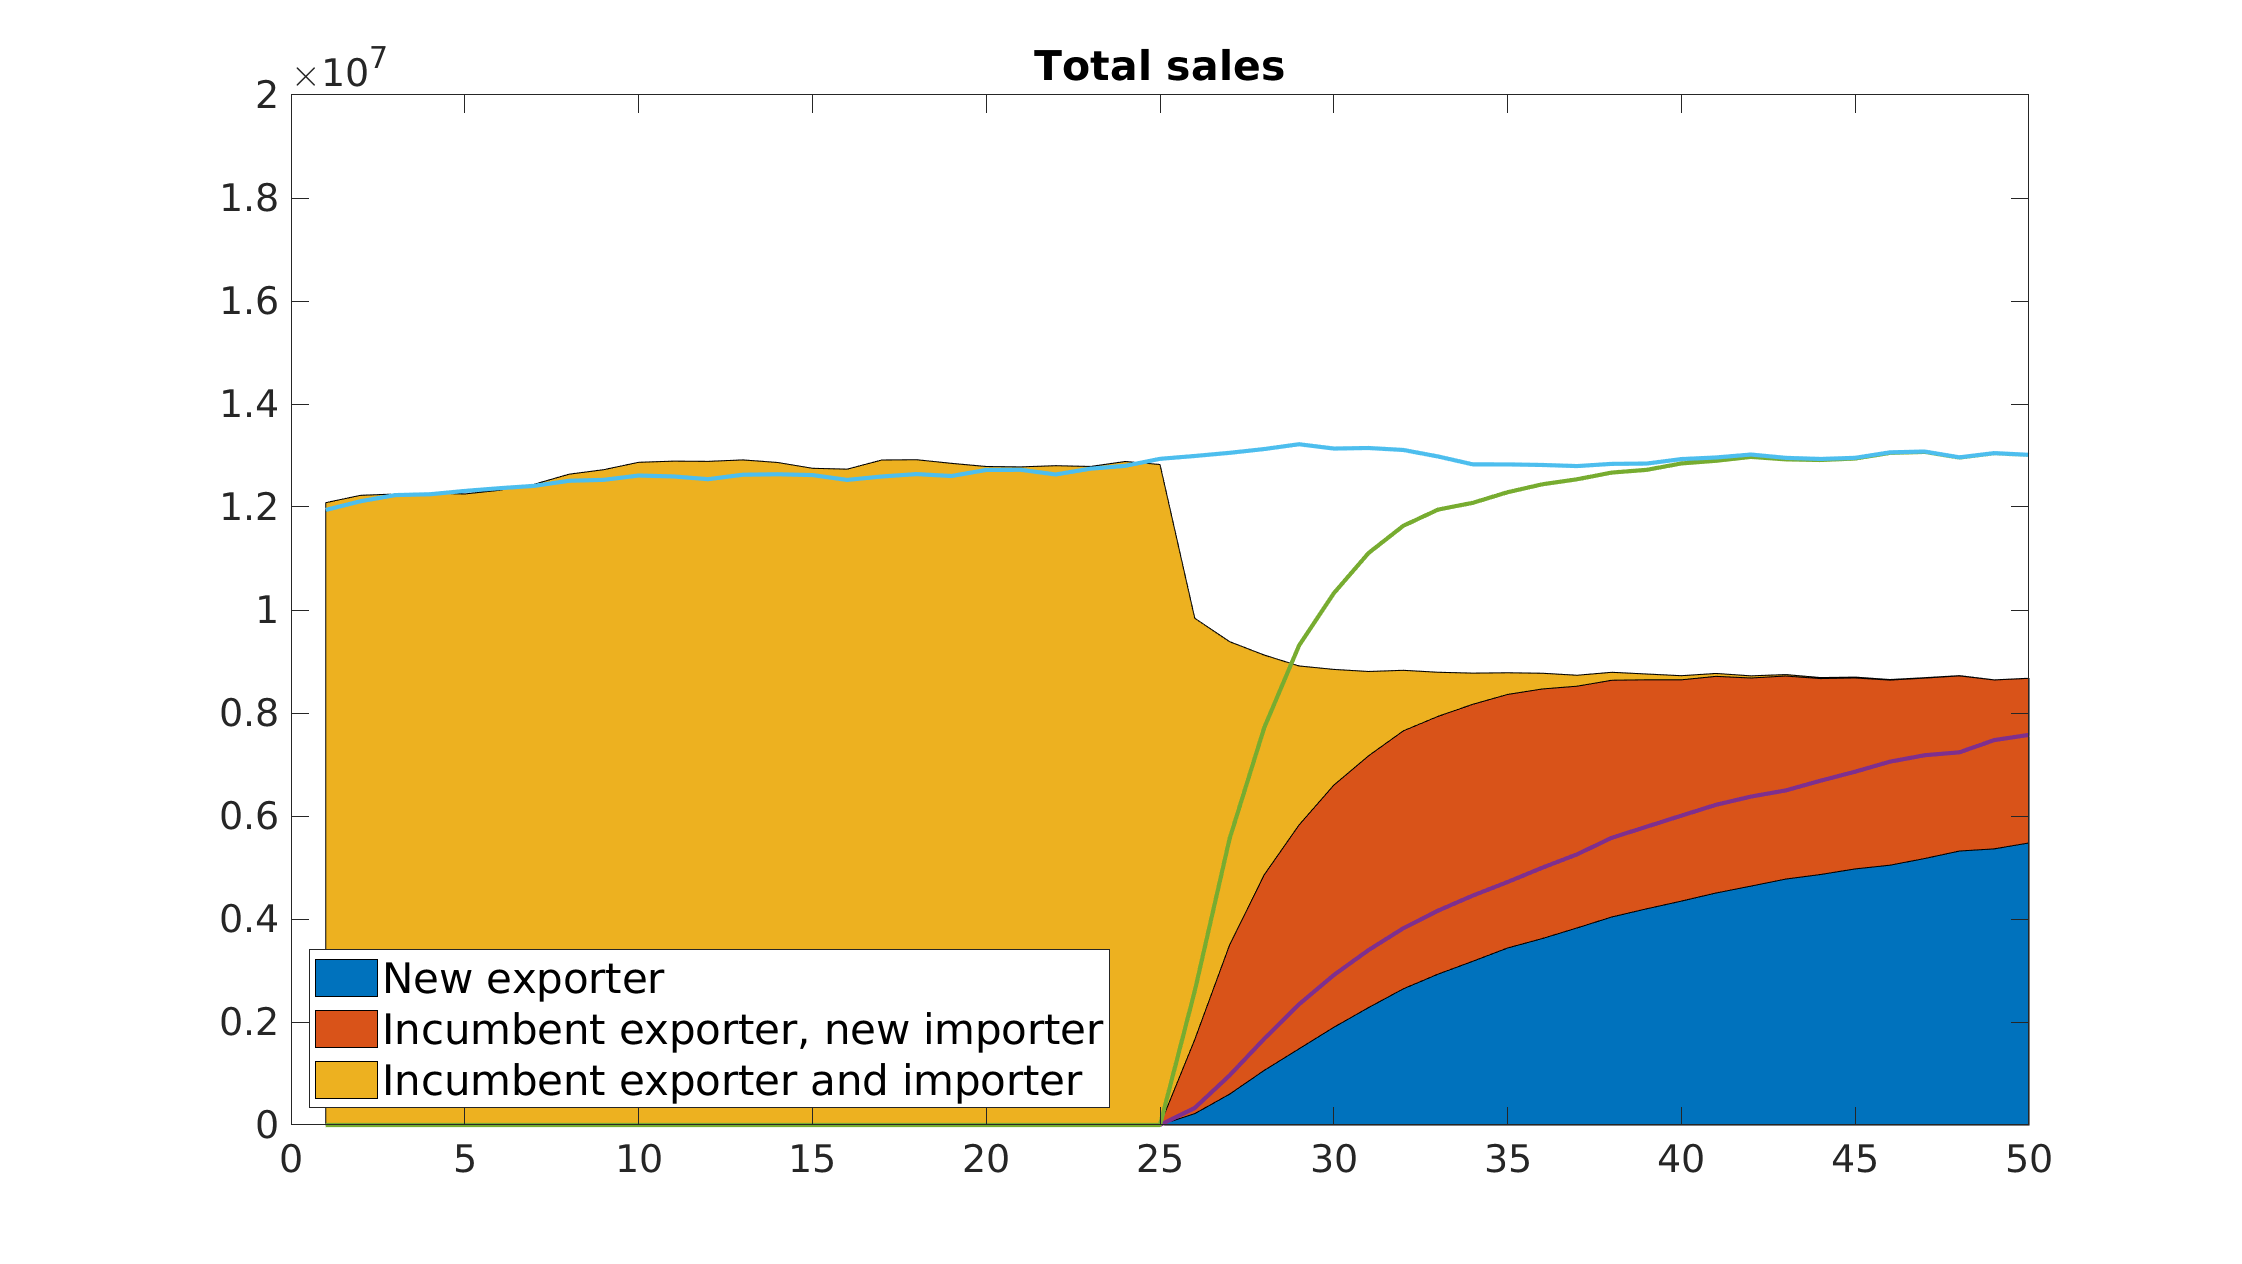 Total sales
×10^7
2
1.8
1.6
1.4
1.2
1
0.8
0.6
0.4
0.2
0
New exporter
Incumbent exporter, new importer
Incumbent exporter and importer
0 5 10 15 20 25 30 35 40 45 50